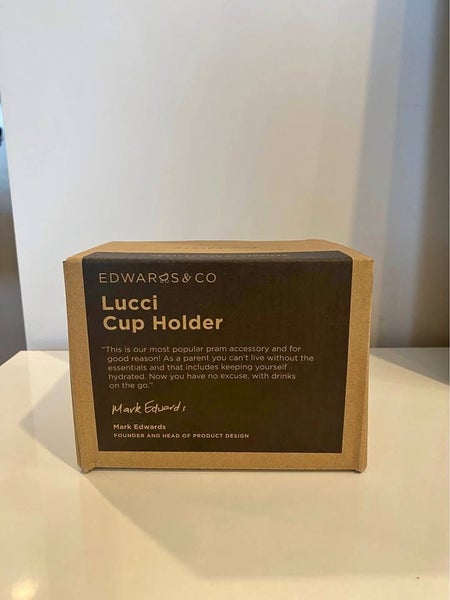 EDWARDS & CO
Lucci
Cup Holder
"This is our most popular pram accessory and for
good reason! As a parent you can't live without the
essentials and that includes keeping yourself
hydrated. Now you have no excuse, with drinks
on the go."
Mark Edwards
Mark Edwards
FOUNDER AND HEAD OF PRODUCT DESIGN